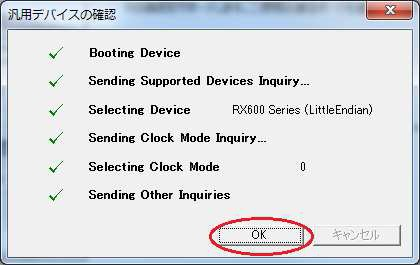 汎用デバイスの確認
Booting Device
Sending Supported Devices Inquiry...
Selecting Device RX600 Series (LittleEndian)
Sending Clock Mode Inquiry...
Selecting Clock Mode 0
Sending Other Inquiries
OK キャンセル